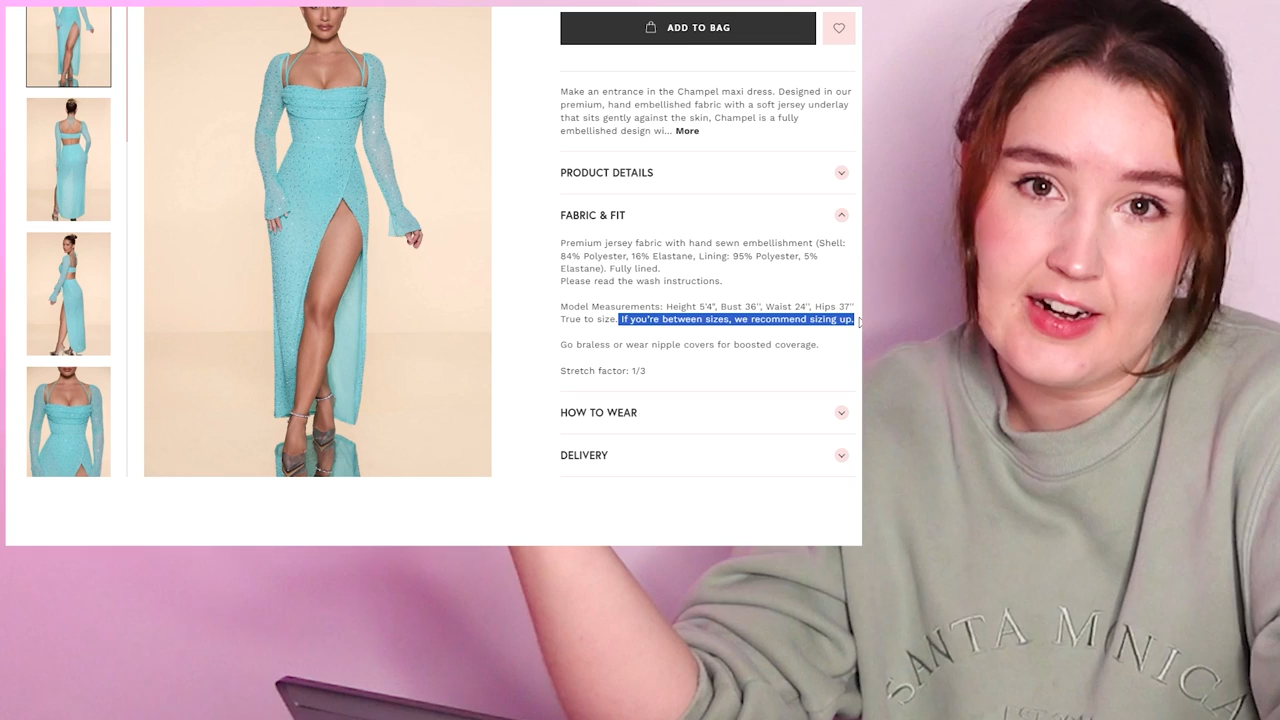 ADD TO BAG
Make an entrance in the Champel maxi dress. Designed in our
premium, hand embellished fabric with a soft jersey underlay
that sits gently against the skin, Champel is a fully
embellished design wi... More
PRODUCT DETAILS
FABRIC & FIT
Premium jersey fabric with hand sewn embellishment (Shell:
84% Polyester, 16% Elastane, Lining: 95% Polyester, 5%
Elastane). Fully lined.
Please read the wash instructions.
Model Measurements: Height 5'4", Bust 36'', Waist 24'', Hips 37''
True to size. If you're between sizes, we recommend sizing up.
Go braless or wear nipple covers for boosted coverage.
Stretch factor: 1/3
HOW TO WEAR
DELIVERY
SANTA MNICA